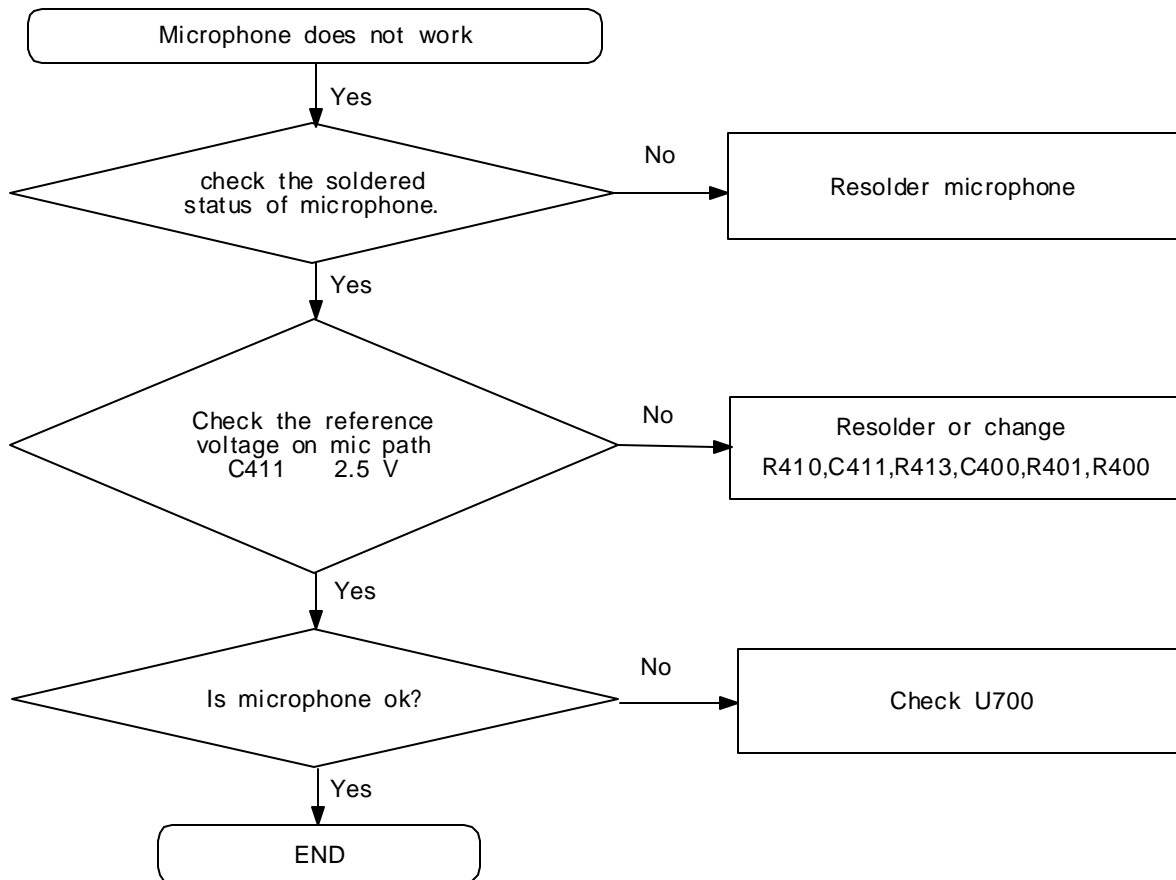 Microphone does not work
Yes
check the soldered
status of microphone.
No
Resolder microphone
Yes
Check the reference
voltage on mic path
C411 2.5 V
No
Resolder or change
R410,C411,R413,C400,R401,R400
Yes
Is microphone ok?
No
Check U700
Yes
END